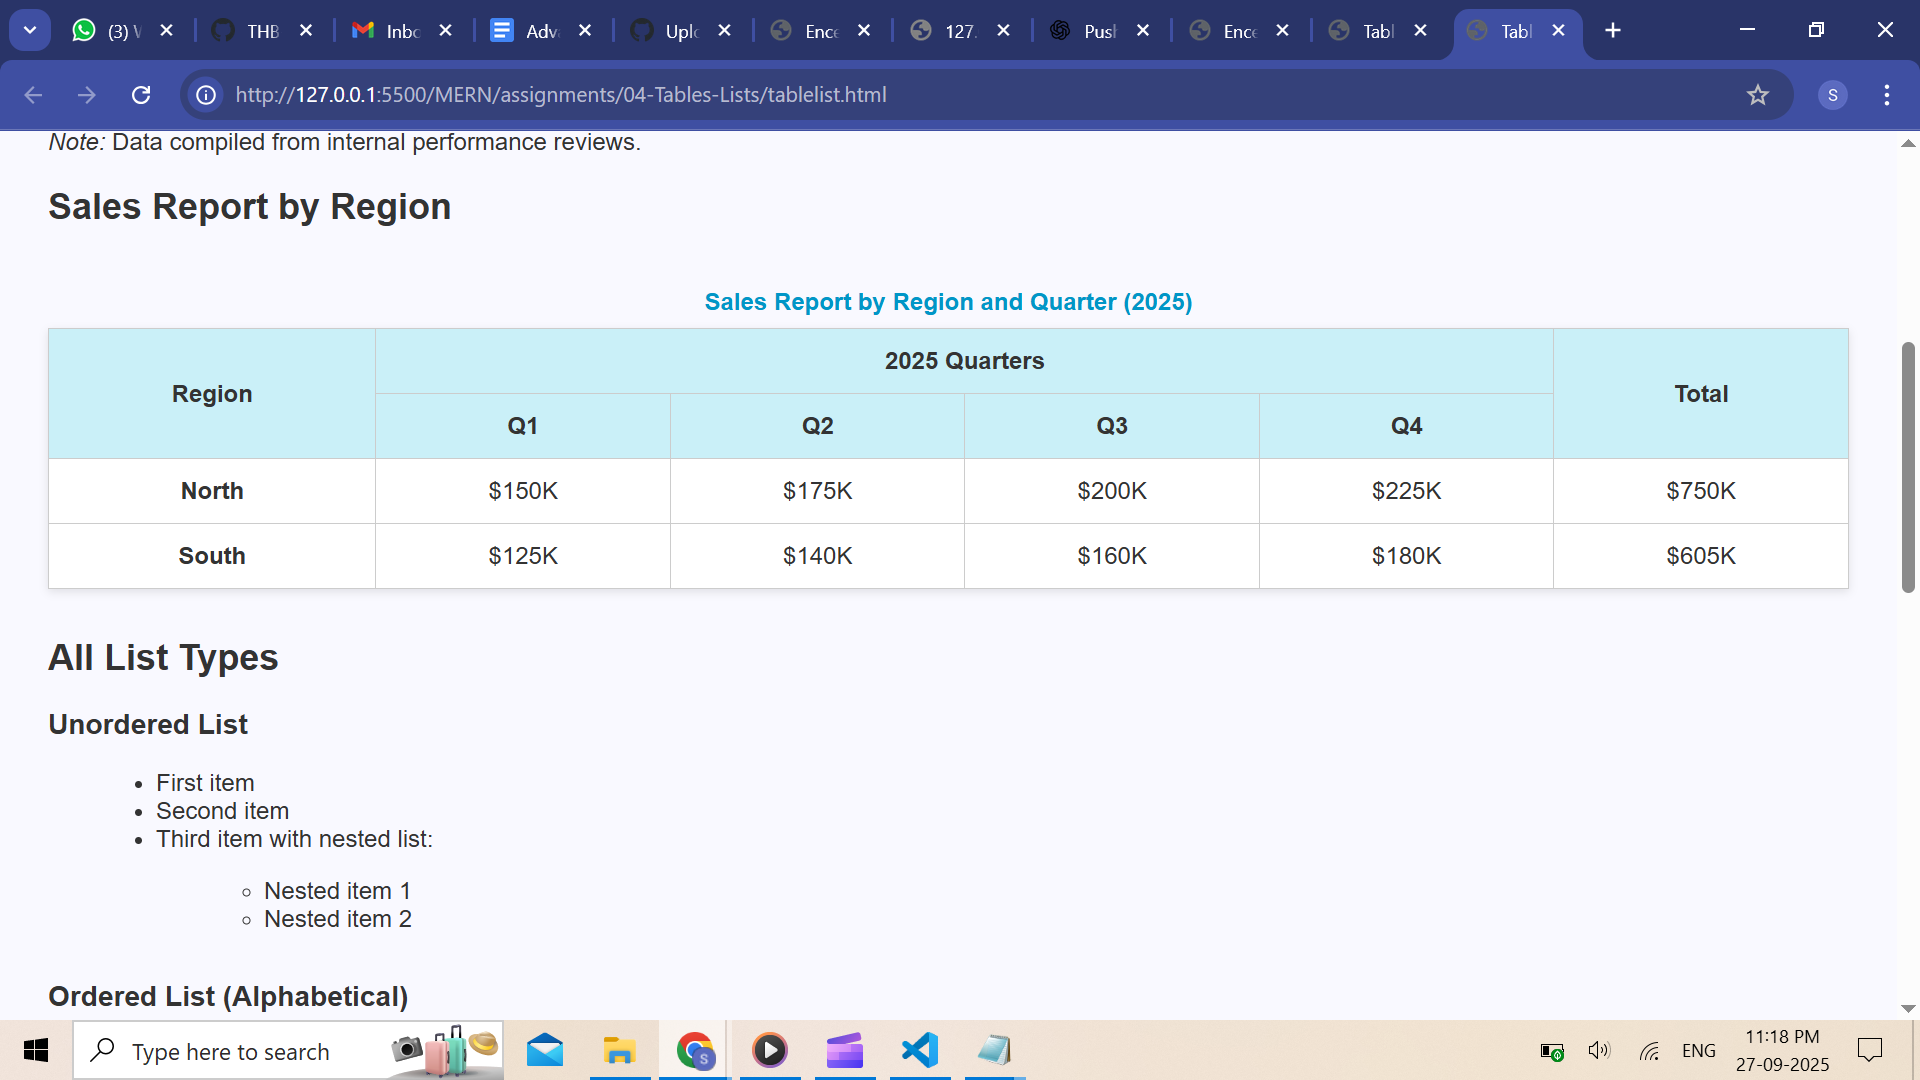 (3) W
THB
Inbo
Adv
Uplo
Ence
127.
Pus
Ence
Tabl
Tabl
http://127.0.0.1:5500/MERN/assignments/04-Tables-Lists/tablelist.html
S
Note: Data compiled from internal performance reviews.
Sales Report by Region
Sales Report by Region and Quarter (2025)
Region 2025 Quarters Total
Q1 Q2 Q3 Q4
North $150K $175K $200K $225K $750K
South $125K $140K $160K $180K $605K
All List Types
Unordered List
First item
Second item
Third item with nested list:
Nested item 1
Nested item 2
Ordered List (Alphabetical)
Type here to search
S
ENG
11:18 PM
27-09-2025